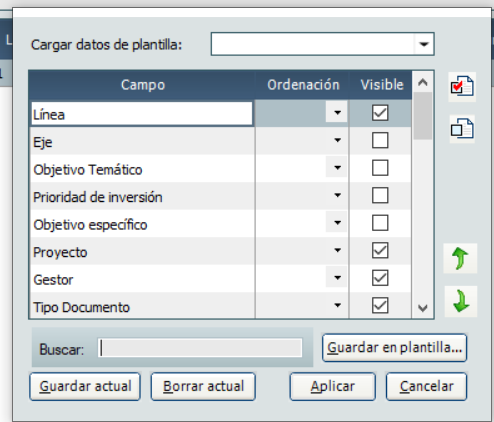 Cargar datos de plantilla:
Campo Ordenación Visible
Línea
Eje
Objetivo Temático
Prioridad de inversión
Objetivo específico
Proyecto
Gestor
Tipo Documento
Buscar:
Guardar en plantilla...
Guardar actual Borrar actual Aplicar Cancelar